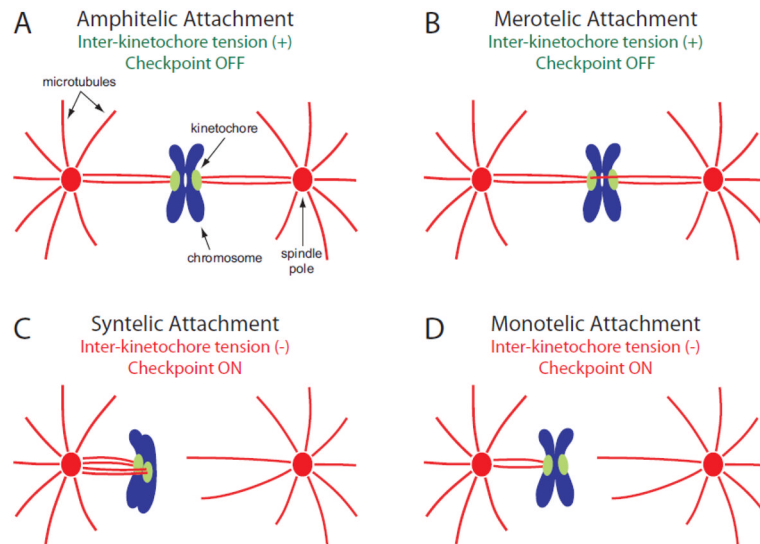 A
Amphitelic Attachment
Inter-kinetochore tension (+)
Checkpoint OFF
microtubules
kinetochore
chromosome
spindle
pole
B
Merotelic Attachment
Inter-kinetochore tension (+)
Checkpoint OFF
C
Syntelic Attachment
Inter-kinetochore tension (-)
Checkpoint ON
D
Monotelic Attachment
Inter-kinetochore tension (-)
Checkpoint ON